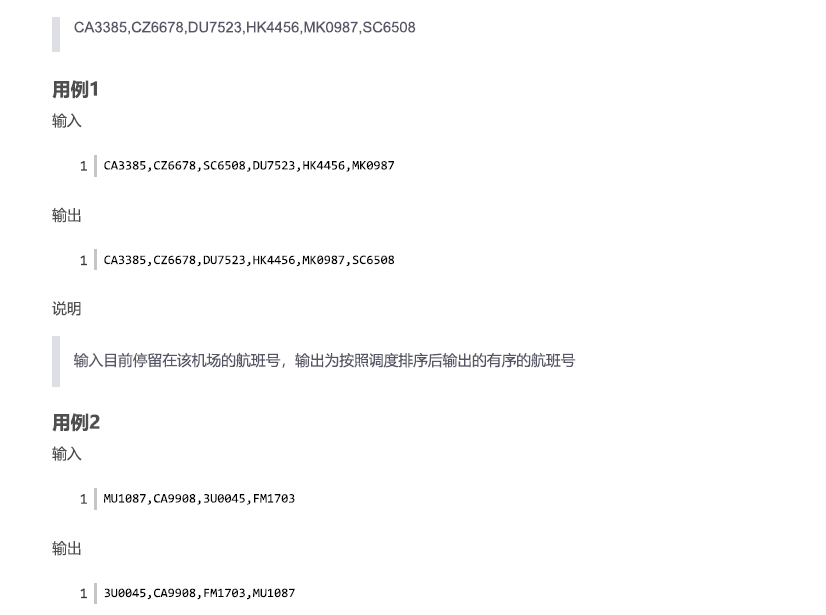 CA3385,CZ6678,DU7523,HK4456,MK0987,SC6508
用例1
输入
1 CA3385,CZ6678,SC6508,DU7523,HK4456,MK0987
输出
1 CA3385,CZ6678,DU7523,HK4456,MK0987,SC6508
说明
输入目前停留在该机场的航班号，输出为按照调度排序后输出的有序的航班号
用例2
输入
1 MU1087,CA9908,3U0045,FM1703
输出
1 3U0045,CA9908,FM1703,MU1087